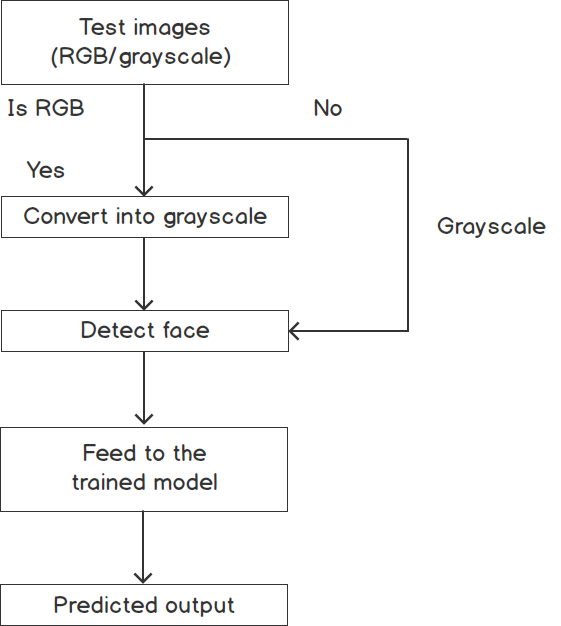 Test images
(RGB/grayscale)
Is RGB
No
Yes
Convert into grayscale
Grayscale
Detect face
Feed to the
trained model
Predicted output